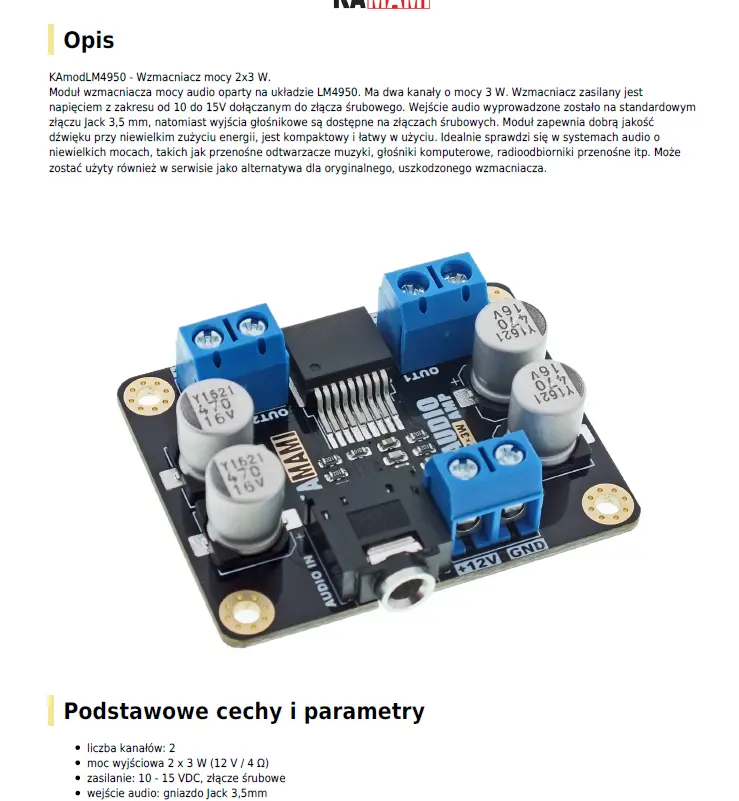 KAMAMI
Opis
KAmodLM4950 - Wzmacniacz mocy 2x3 W.
Moduł wzmacniacza mocy audio oparty na układzie LM4950. Ma dwa kanały o mocy 3 W. Wzmacniacz zasilany jest
napięciem z zakresu od 10 do 15V dołączanym do złącza śrubowego. Wejście audio wyprowadzone zostało na standardowym
złączu Jack 3,5 mm, natomiast wyjścia głośnikowe są dostępne na złączach śrubowych. Moduł zapewnia dobrą jakość
dźwięku przy niewielkim zużyciu energii, jest kompaktowy i łatwy w użyciu. Idealnie sprawdzi się w systemach audio o
niewielkich mocach, takich jak przenośne odtwarzacze muzyki, głośniki komputerowe, radioodbiorniki przenośne itp. Może
zostać użyty również w serwisie jako alternatywa dla oryginalnego, uszkodzonego wzmacniacza.
Y1621
470
16V
Y1621
470
16V
OUT1
Y1621
470
16V
OUT2
Y1621
470
16V
AUDIO IN
+12V GND
Podstawowe cechy i parametry
liczba kanałów: 2
moc wyjściowa 2 x 3 W (12 V / 4 Ω)
zasilanie: 10 - 15 VDC, złącze śrubowe
wejście audio: gniazdo Jack 3,5mm